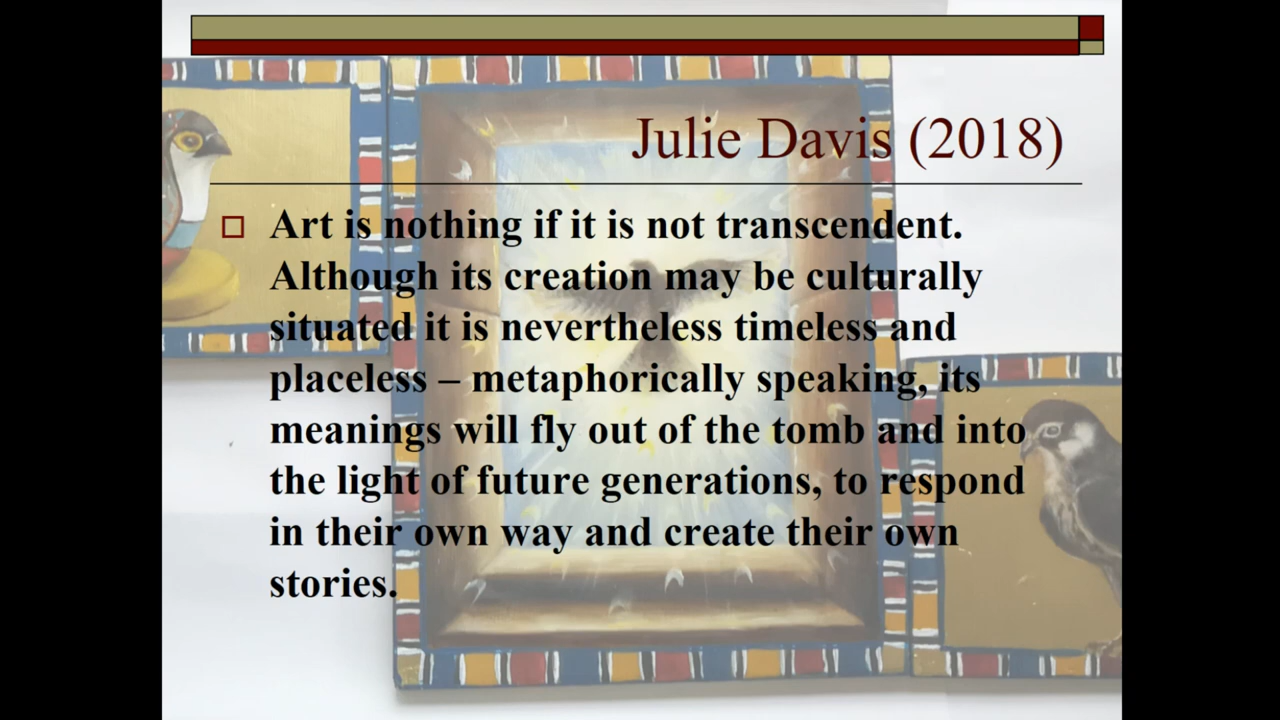 Julie Davis (2018)
Art is nothing if it is not transcendent.
Although its creation may be culturally
situated it is nevertheless timeless and
placeless – metaphorically speaking, its
meanings will fly out of the tomb and into
the light of future generations, to respond
in their own way and create their own
stories.